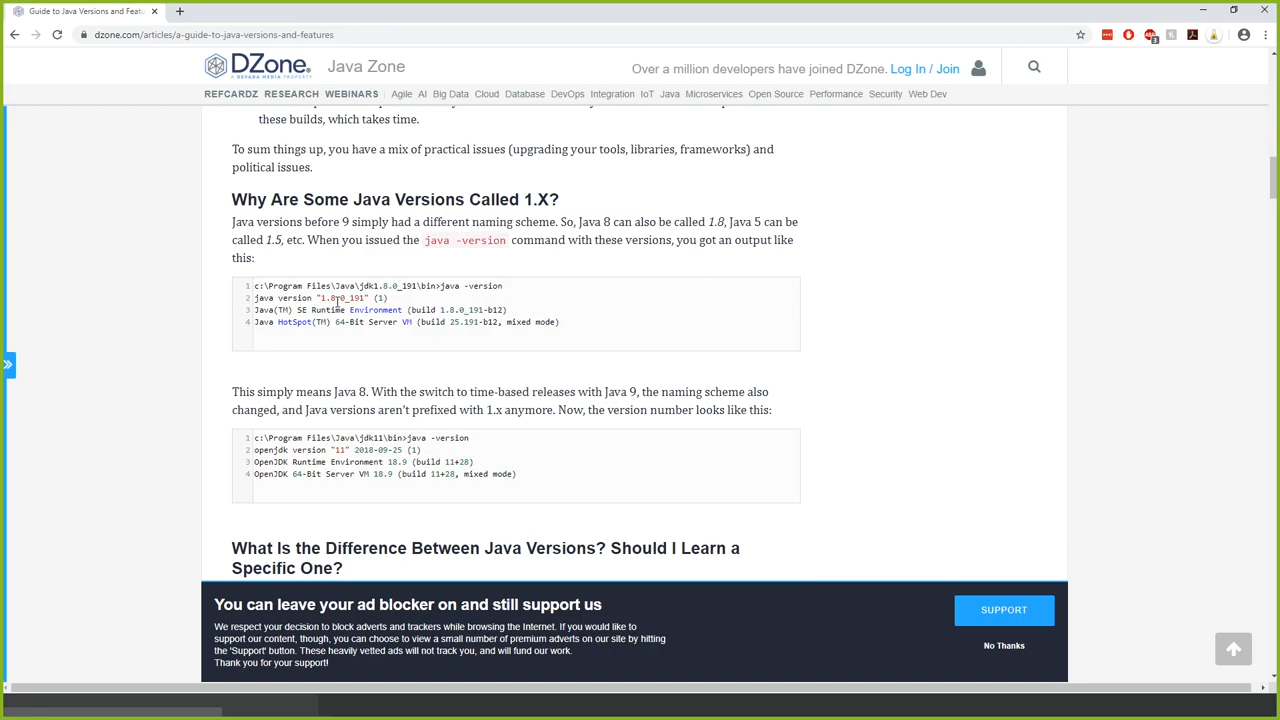 Guide to Java Versions and Featu
dzone.com/articles/a-guide-to-java-versions-and-features
3
DZone.
A DEVADA MEDIA PROPERTY
Java Zone
Over a million developers have joined DZone. Log In / Join
REFCARDZ RESEARCH WEBINARS Agile AI Big Data Cloud Database DevOps Integration IoT Java Microservices Open Source Performance Security Web Dev
these builds, which takes time.
To sum things up, you have a mix of practical issues (upgrading your tools, libraries, frameworks) and
political issues.
Why Are Some Java Versions Called 1.X?
Java versions before 9 simply had a different naming scheme. So, Java 8 can also be called 1.8, Java 5 can be
called 1.5, etc. When you issued the java -version command with these versions, you got an output like
this:
1 c:\Program Files\Java\jdk1.8.0_191\bin>java -version
2 java version "1.8.0_191" (1)
3 Java(TM) SE Runtime Environment (build 1.8.0_191-b12)
4 Java HotSpot(TM) 64-Bit Server VM (build 25.191-b12, mixed mode)
This simply means Java 8. With the switch to time-based releases with Java 9, the naming scheme also
changed, and Java versions aren't prefixed with 1.x anymore. Now, the version number looks like this:
1 c:\Program Files\Java\jdk11\bin>java -version
2 openjdk version "11" 2018-09-25 (1)
3 OpenJDK Runtime Environment 18.9 (build 11+28)
4 OpenJDK 64-Bit Server VM 18.9 (build 11+28, mixed mode)
What Is the Difference Between Java Versions? Should I Learn a
Specific One?
You can leave your ad blocker on and still support us
We respect your decision to block adverts and trackers while browsing the Internet. If you would like to
support our content, though, you can choose to view a small number of premium adverts on our site by hitting
the 'Support' button. These heavily vetted ads will not track you, and will fund our work.
Thank you for your support!
SUPPORT
No Thanks